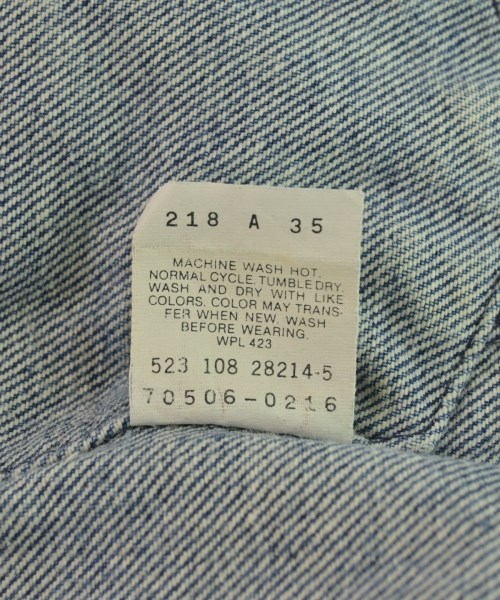 218 A 35
MACHINE WASH HOT,
NORMAL CYCLE, TUMBLE DRY.
WASH AND DRY WITH LIKE
COLORS. COLOR MAY TRANS-
FER WHEN NEW. WASH
BEFORE WEARING.
WPL 423
523 108 28214-5
70506-0216